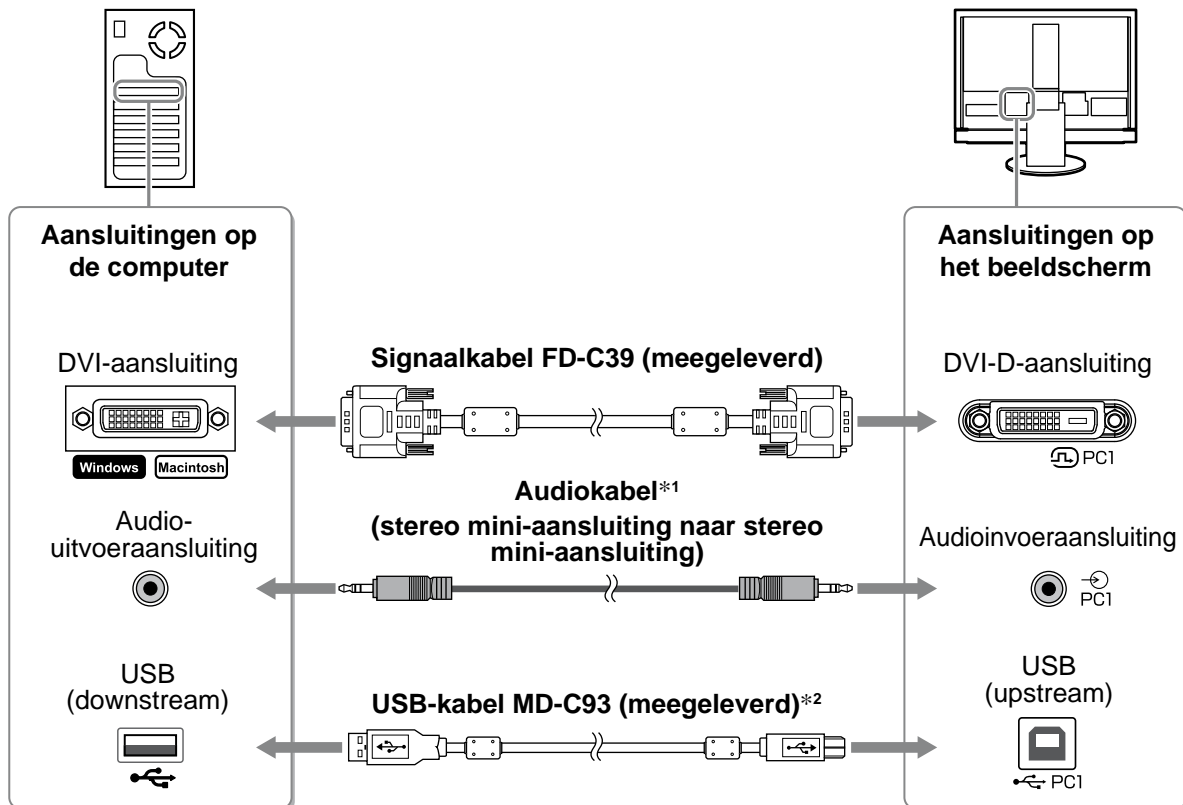 Aansluitingen op
de computer
Aansluitingen op
het beeldscherm
DVI-aansluiting
Signaalkabel FD-C39 (meegeleverd)
DVI-D-aansluiting
Windows
Macintosh
PC1
Audio-
uitvoeraansluiting
Audiokabel*1
(stereo mini-aansluiting naar stereo
mini-aansluiting)
Audioinvoeraansluiting
PC1
USB
(downstream)
USB-kabel MD-C93 (meegeleverd)*2
USB
(upstream)
PC1